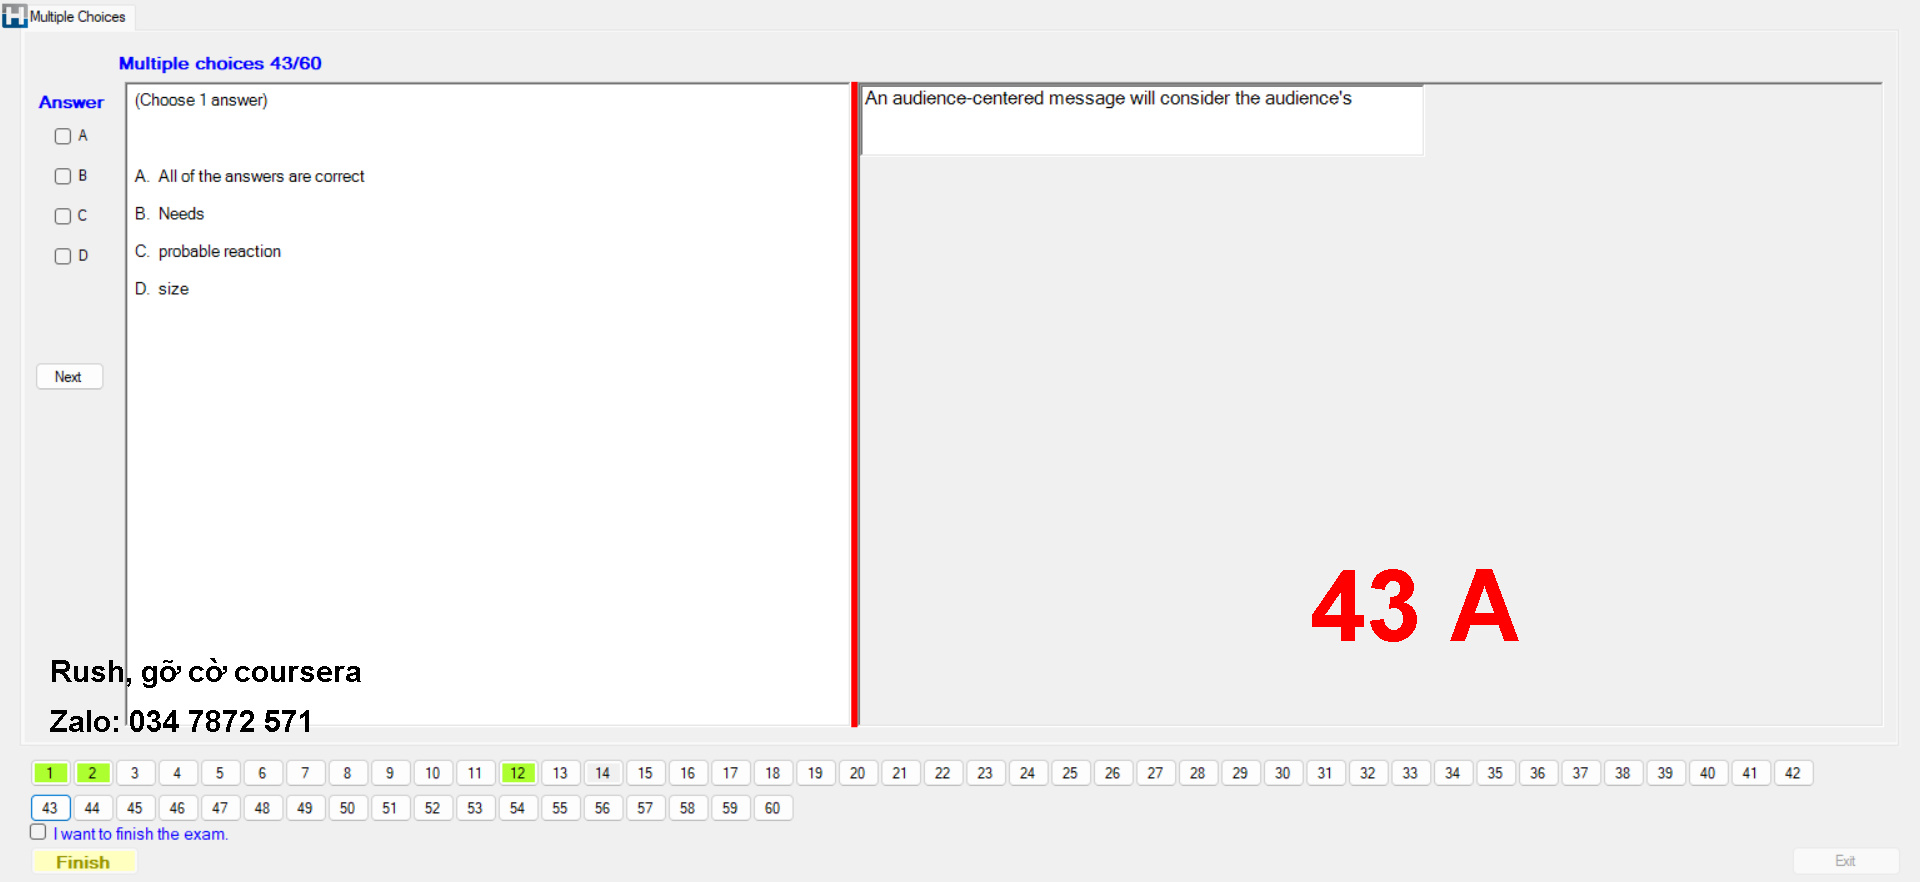 Multiple Choices
Multiple choices 43/60
Answer
A
B
C
D
Next
(Choose 1 answer)
A. All of the answers are correct
B. Needs
C. probable reaction
D. size
An audience-centered message will consider the audience's
43 A
Rush, gỡ cờ coursera
Zalo: 034 7872 571
1 2 3 4 5 6 7 8 9 10 11 12 13 14 15 16 17 18 19 20 21 22 23 24 25 26 27 28 29 30 31 32 33 34 35 36 37 38 39 40 41 42
43 44 45 46 47 48 49 50 51 52 53 54 55 56 57 58 59 60
I want to finish the exam.
Finish
Exit